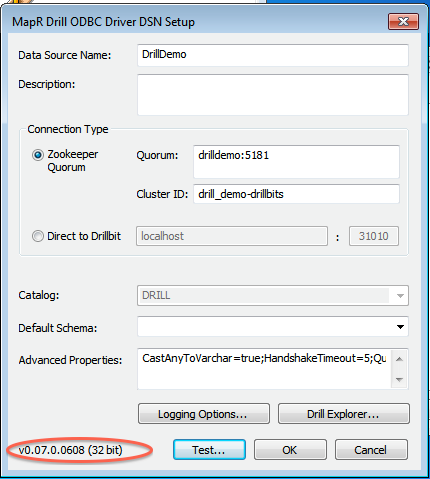 MapR Drill ODBC Driver DSN Setup
Data Source Name: DrillDemo
Description:
Connection Type
Zookeeper Quorum
Quorum: drilldemo:5181
Cluster ID: drill_demo-drillbits
Direct to Drillbit localhost : 31010
Catalog: DRILL
Default Schema:
Advanced Properties: CastAnyToVarchar=true;HandshakeTimeout=5;Qu
Logging Options... Drill Explorer...
v0.07.0.0608 (32 bit) Test... OK Cancel